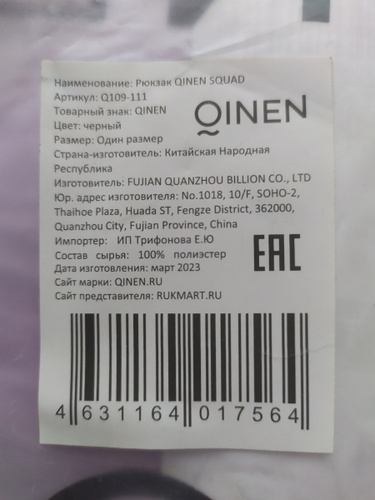 Наименование: Рюкзак QINEN SQUAD
Артикул: Q109-111
Товарный знак: QINEN
QINEN
Цвет: черный
Размер: Один размер
Страна-изготовитель: Китайская Народная
Республика
Изготовитель: FUJIAN QUANZHOU BILLION CO., LTD
Юр. адрес изготовителя: No.1018, 10/F, SOHO-2,
Thaihoe Plaza, Huada ST, Fengze District, 362000,
Quanzhou City, Fujian Province, China
Импортер: ИП Трифонова Е.Ю
Состав сырья: 100% полиэстер
Дата изготовления: март 2023
Сайт марки: QINEN.RU
Сайт представителя: RUKMART.RU
EAC
4 631164 017564